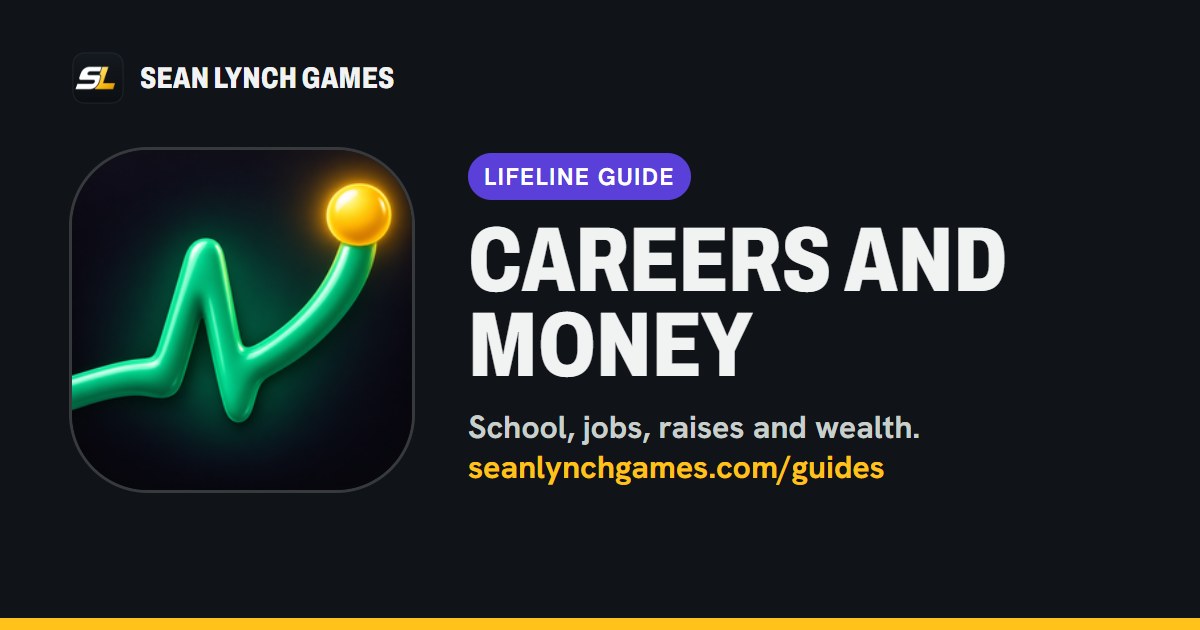 SL
SEAN LYNCH GAMES
LIFELINE GUIDE
CAREERS AND
MONEY
School, jobs, raises and wealth.
seanlynchgames.com/guides